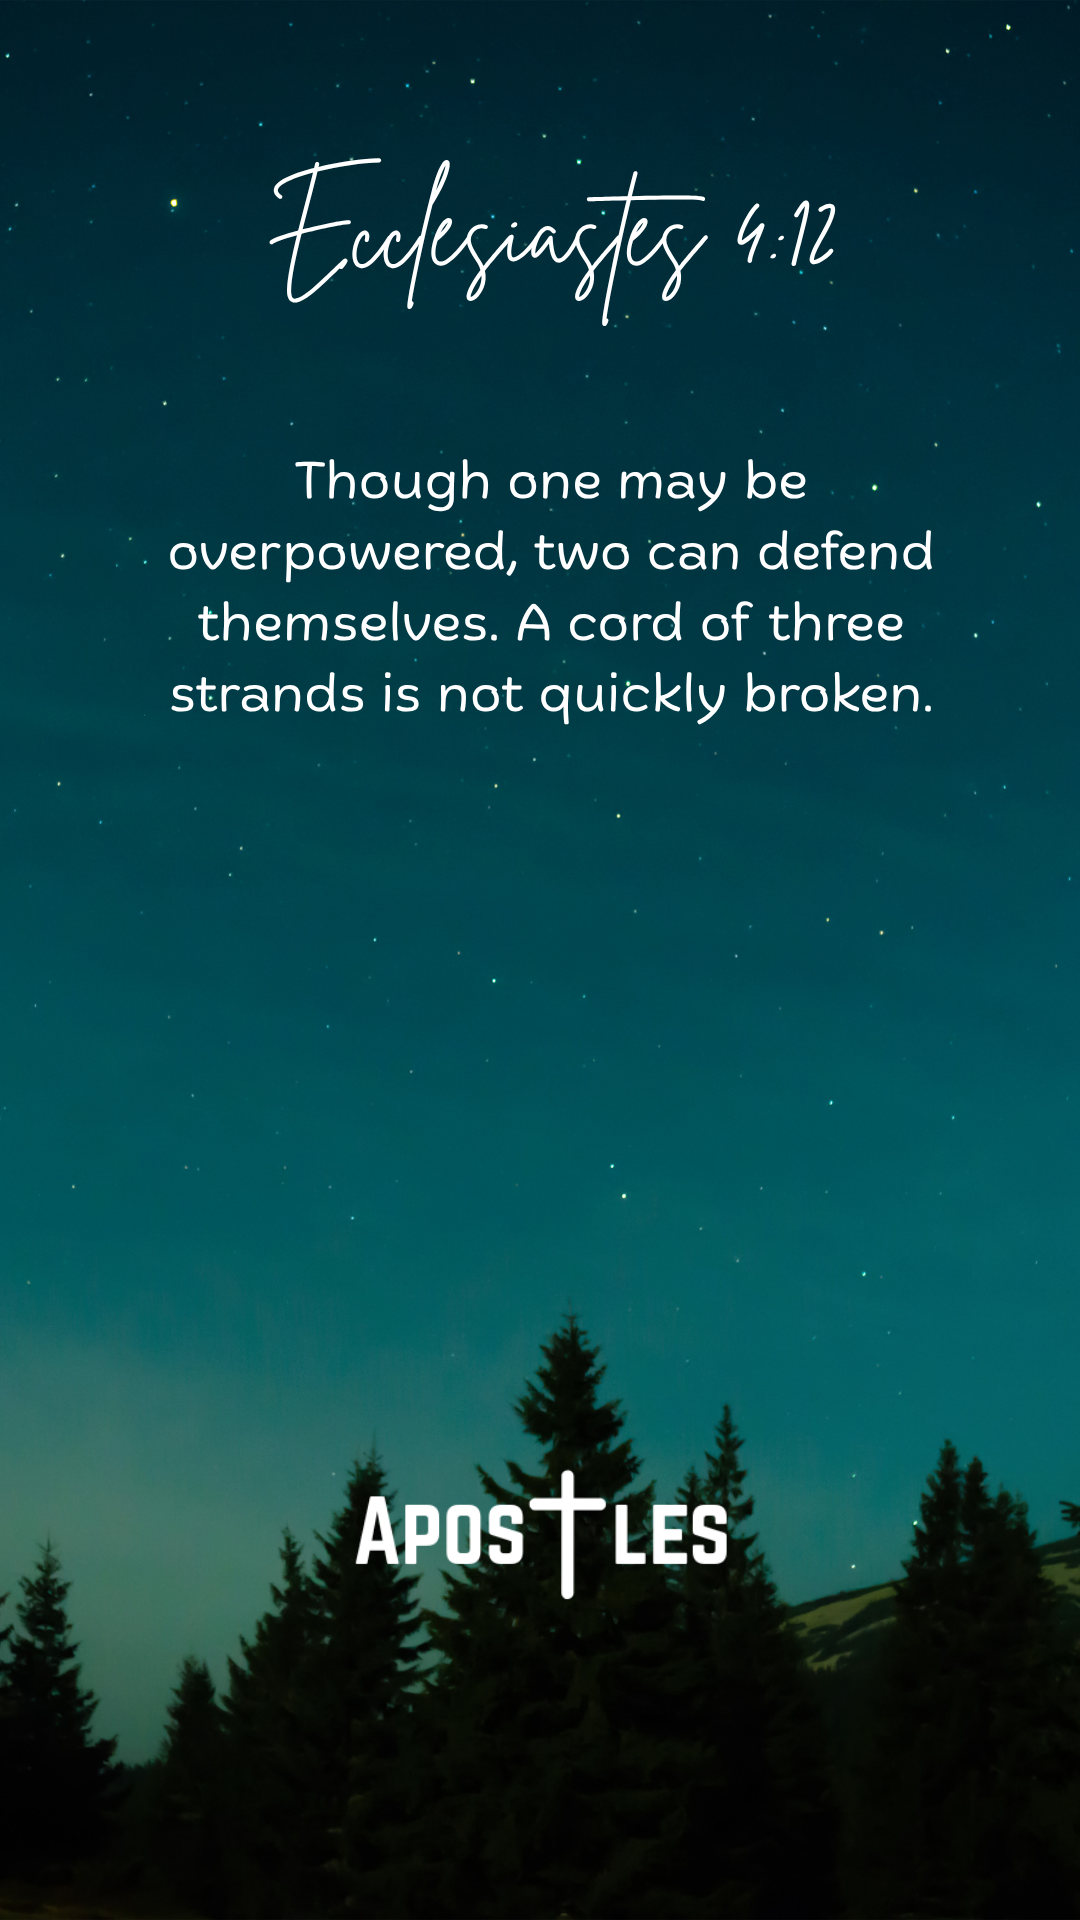 Ecclesiastes 4:12
Though one may be
overpowered, two can defend
themselves. A cord of three
strands is not quickly broken.
APOSTLES